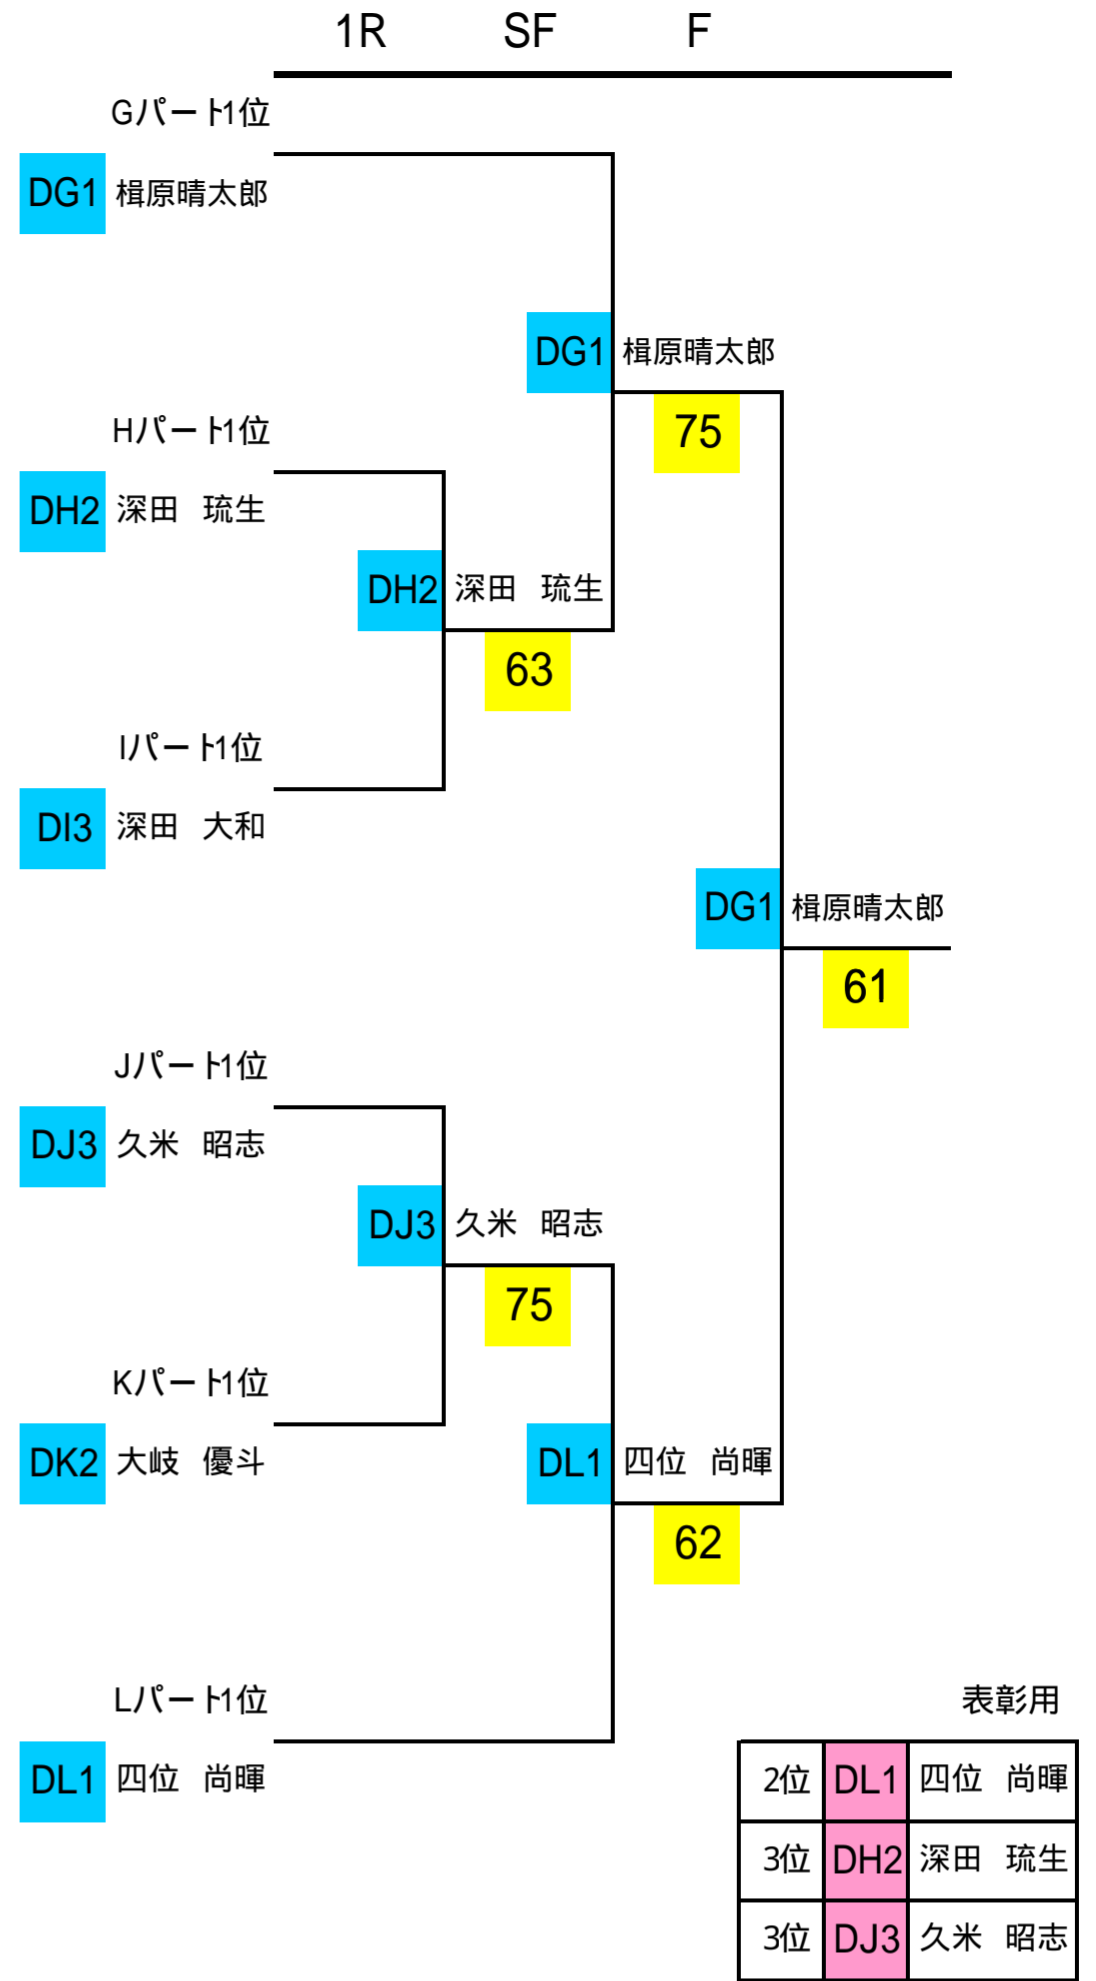 1R SF F
Gパート1位
DG1 楫原晴太郎
DG1 楫原晴太郎
75
Hパート1位
DH2 深田 琉生
DH2 深田 琉生
63
Iパート1位
DI3 深田 大和
DG1 楫原晴太郎
61
Jパート1位
DJ3 久米 昭志
DJ3 久米 昭志
75
Kパート1位
DK2 大岐 優斗
DL1 四位 尚暉
62
Lパート1位
DL1 四位 尚暉
表彰用
2位 DL1 四位 尚暉
3位 DH2 深田 琉生
3位 DJ3 久米 昭志